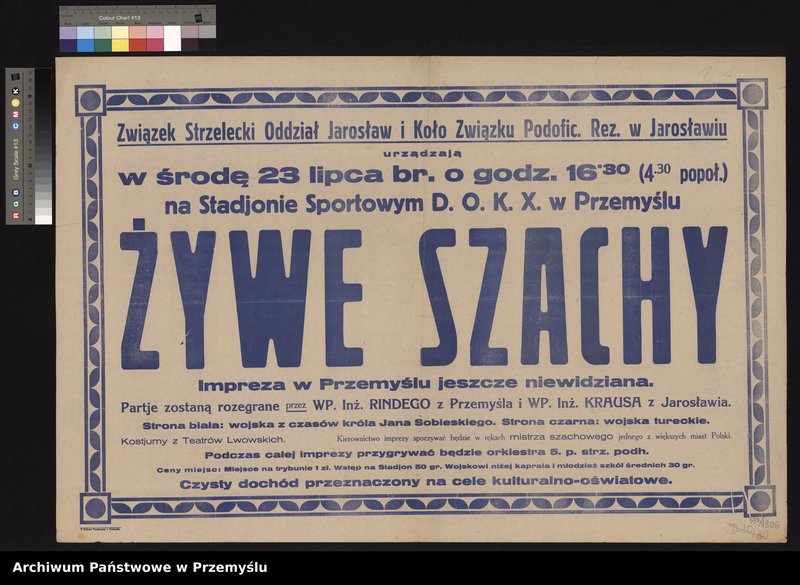 Colour Chart #13
Grey Scale #13
R G B C M Y K
Związek Strzelecki Oddział Jarosław i Koło Związku Podofic. Rez. w Jarosławiu
urządzają
w środę 23 lipca br. o godz. 16·30 (4·30 popoł.)
na Stadjonie Sportowym D. O. K. X. w Przemyślu
ŻYWE SZACHY
Impreza w Przemyślu jeszcze niewidziana.
Partje zostaną rozegrane przez WP. Inż. RINDEGO z Przemyśla i WP. Inż. KRAUSA z Jarosławia.
Strona biała: wojska z czasów króla Jana Sobieskiego. Strona czarna: wojska tureckie.
Kostjumy z Teatrów Lwowskich. Kierownictwo imprezy spoczywać będzie w rękach mistrza szachowego jednego z większych miast Polski.
Podczas całej imprezy przygrywać będzie orkiestra 5. p. strz. podh.
Ceny miejsc: Miejsce na trybunie 1 zł. Wstęp na Stadjon 50 gr. Wojskowi niżej kaprala i młodzież szkół średnich 30 gr.
Czysty dochód przeznaczony na cele kulturalno-oświatowe.
Archiwum Państwowe w Przemyślu